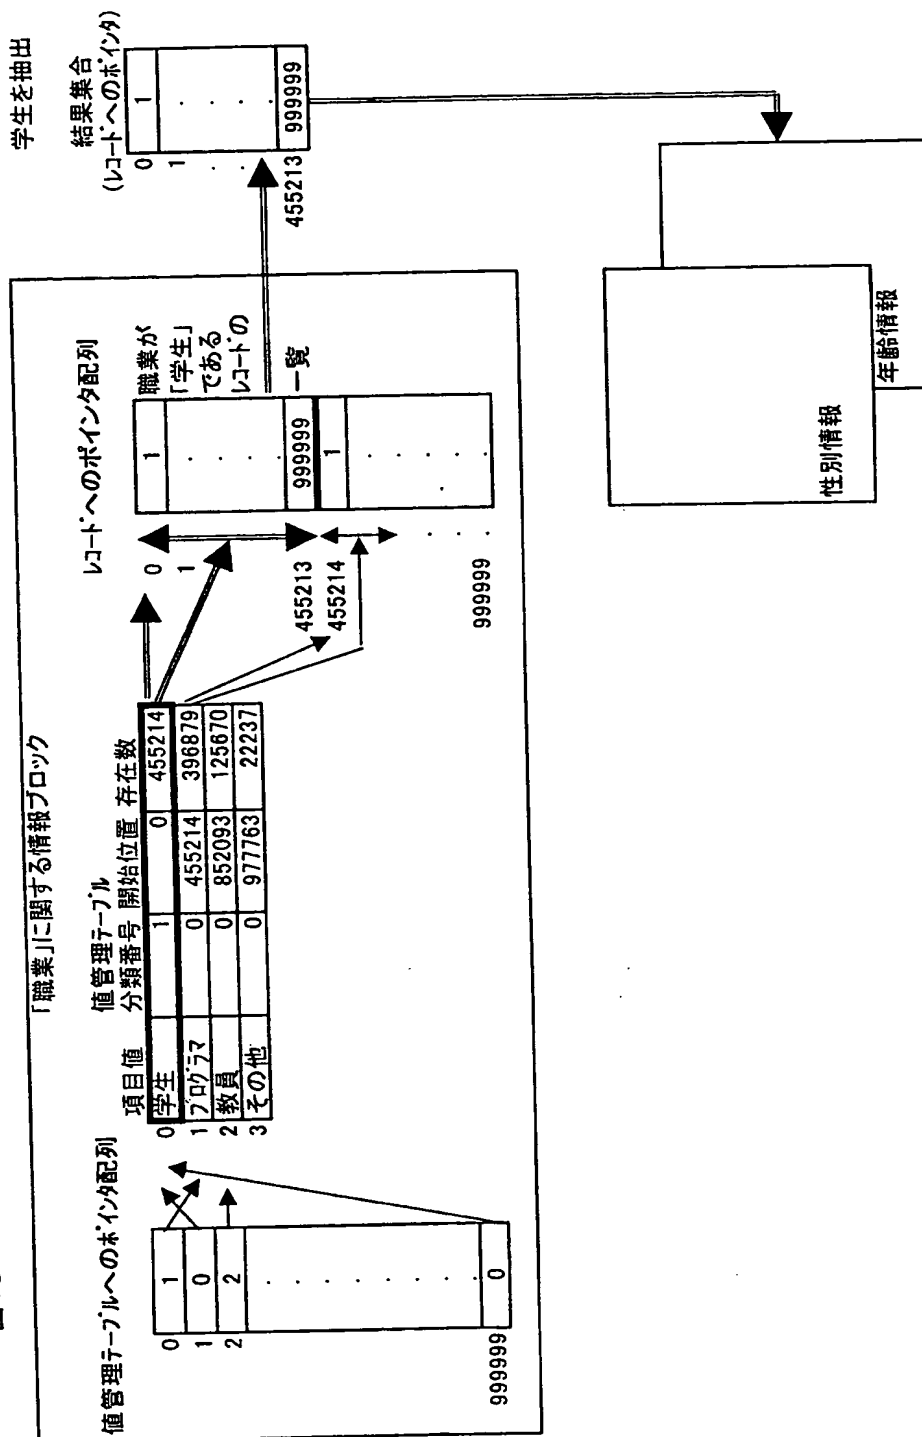 学生を抽出
結果集合
(レコードへのポインタ)
0 1
1 .
. .
. .
455213 999999
「職業」に関する情報ブロック
値管理テーブルへのポインタ配列
0 1
1 0
2 2
. . . . . . .
999999 0
値管理テーブル
項目値 分類番号 開始位置 存在数
0 学生 1 0 455214
1 プログラマ 0 455214 396879
2 教員 0 852093 125670
3 その他 0 977763 22237
レコードへのポインタ配列
0 1
1 .
455213 999999
455214 1
999999
職業が
「学生」
である
レコードの
一覧
性別情報
年齢情報